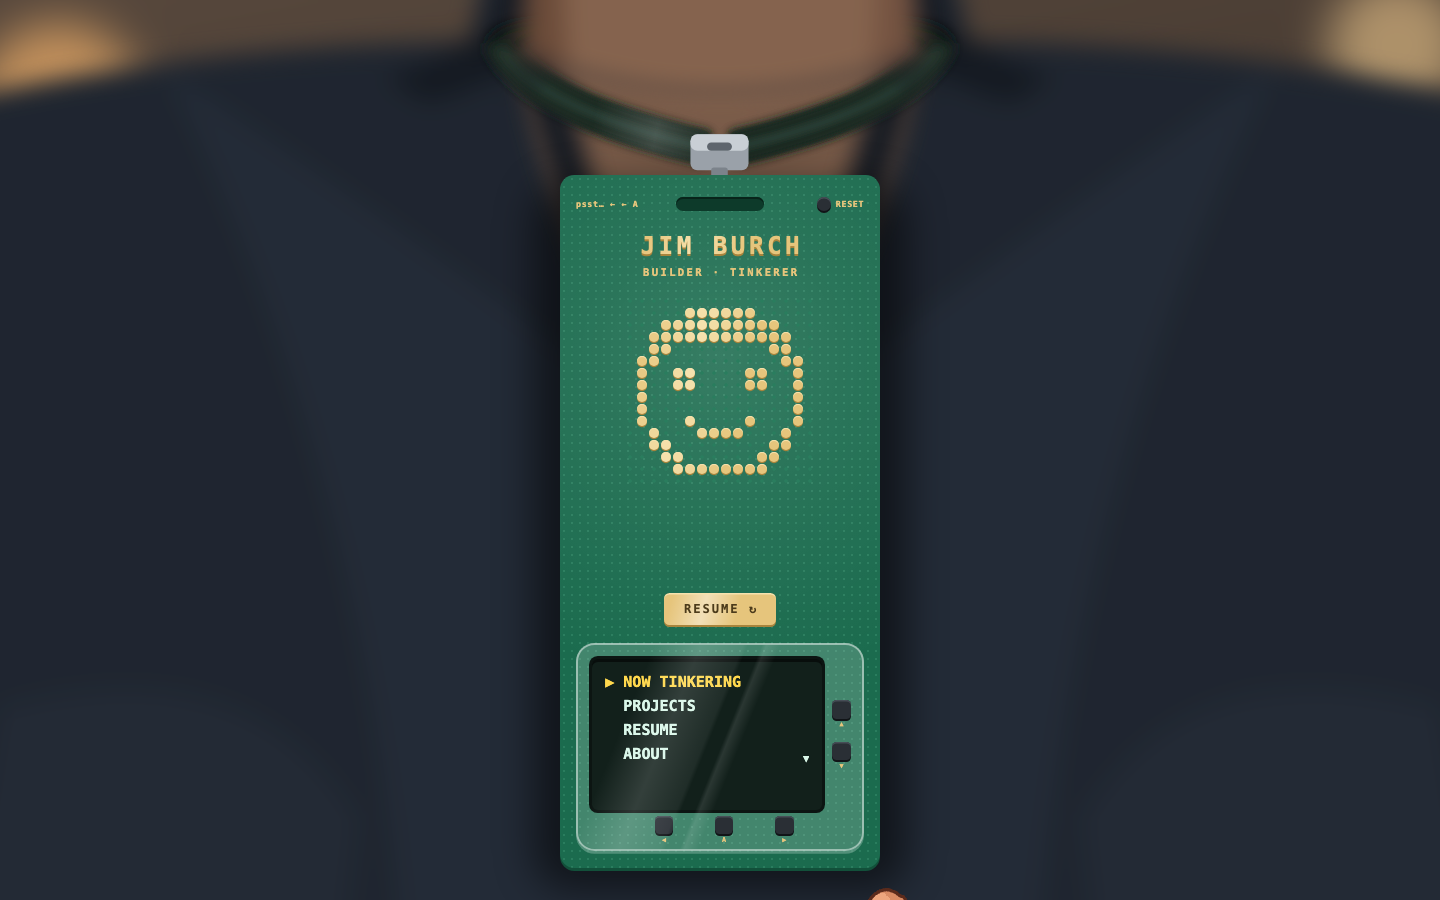 psst… ← ← A
RESET
JIM BURCH
BUILDER · TINKERER
RESUME ↻
▶ NOW TINKERING
PROJECTS
RESUME
ABOUT
▼
▲
▼
◀ A ▶